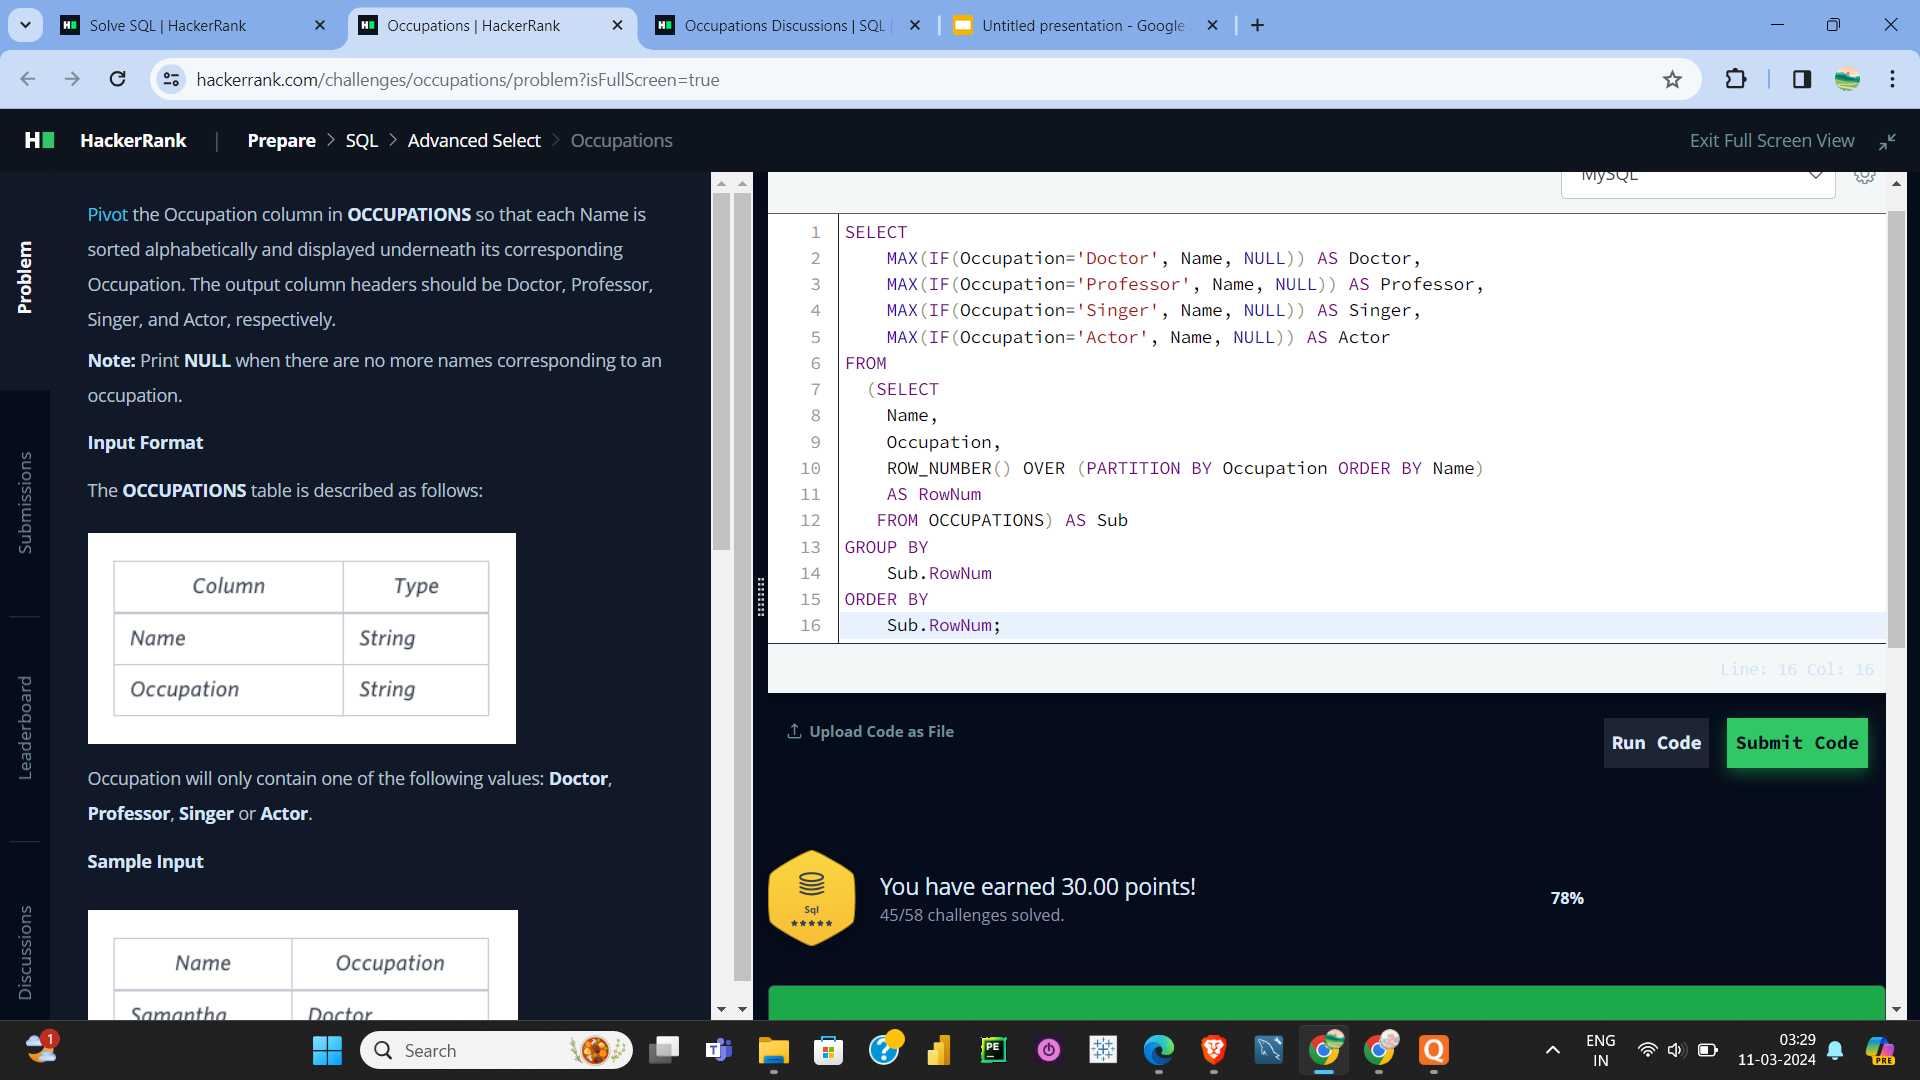 Solve SQL | HackerRank
Occupations | HackerRank
Occupations Discussions | SQL |
Untitled presentation - Google
hackerrank.com/challenges/occupations/problem?isFullScreen=true
HackerRank | Prepare > SQL > Advanced Select > Occupations
Exit Full Screen View
Problem
Submissions
Leaderboard
Discussions
Pivot the Occupation column in OCCUPATIONS so that each Name is
sorted alphabetically and displayed underneath its corresponding
Occupation. The output column headers should be Doctor, Professor,
Singer, and Actor, respectively.
Note: Print NULL when there are no more names corresponding to an
occupation.
Input Format
The OCCUPATIONS table is described as follows:
Column Type
Name String
Occupation String
Occupation will only contain one of the following values: Doctor,
Professor, Singer or Actor.
Sample Input
Name Occupation
Samantha Doctor
MySQL
1 SELECT
2 MAX(IF(Occupation='Doctor', Name, NULL)) AS Doctor,
3 MAX(IF(Occupation='Professor', Name, NULL)) AS Professor,
4 MAX(IF(Occupation='Singer', Name, NULL)) AS Singer,
5 MAX(IF(Occupation='Actor', Name, NULL)) AS Actor
6 FROM
7 (SELECT
8 Name,
9 Occupation,
10 ROW_NUMBER() OVER (PARTITION BY Occupation ORDER BY Name)
11 AS RowNum
12 FROM OCCUPATIONS) AS Sub
13 GROUP BY
14 Sub.RowNum
15 ORDER BY
16 Sub.RowNum;
Line: 16 Col: 16
Upload Code as File
Run Code
Submit Code
Sql
You have earned 30.00 points!
45/58 challenges solved.
78%
1
Search
ENG
IN
03:29
11-03-2024
PRE